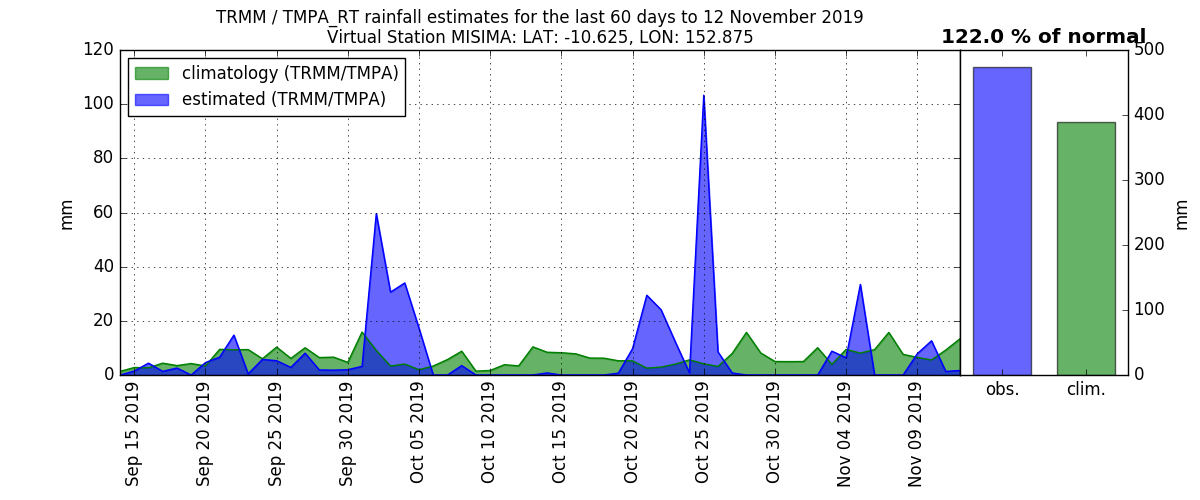 TRMM / TMPA_RT rainfall estimates for the last 60 days to 12 November 2019
Virtual Station MISIMA: LAT: -10.625, LON: 152.875
122.0 % of normal
climatology (TRMM/TMPA)
estimated (TRMM/TMPA)
120
100
80
60
40
20
0
mm
Sep 15 2019
Sep 20 2019
Sep 25 2019
Sep 30 2019
Oct 05 2019
Oct 10 2019
Oct 15 2019
Oct 20 2019
Oct 25 2019
Oct 30 2019
Nov 04 2019
Nov 09 2019
obs.
clim.
500
400
300
200
100
0
mm